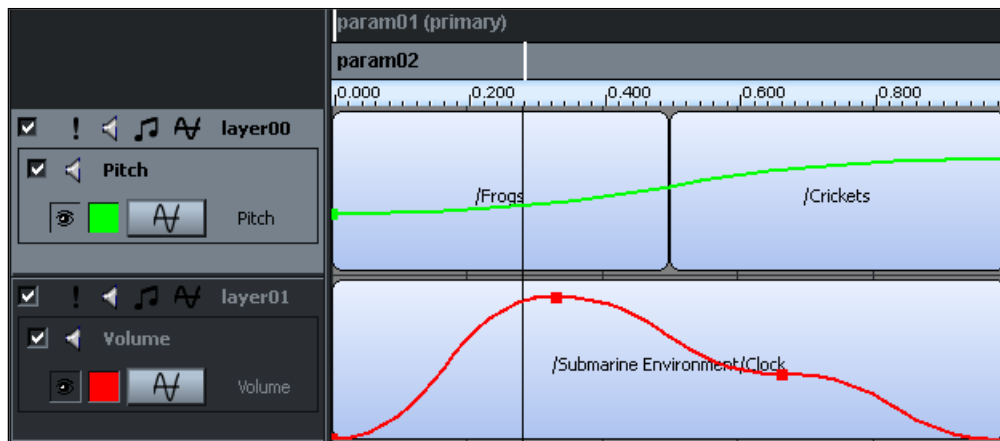 param01 (primary)
param02
0.000 0.200 0.400 0.600 0.800
layer00
Pitch
Pitch
/Frogs /Crickets
layer01
Volume
Volume
/Submarine Environment/Clock